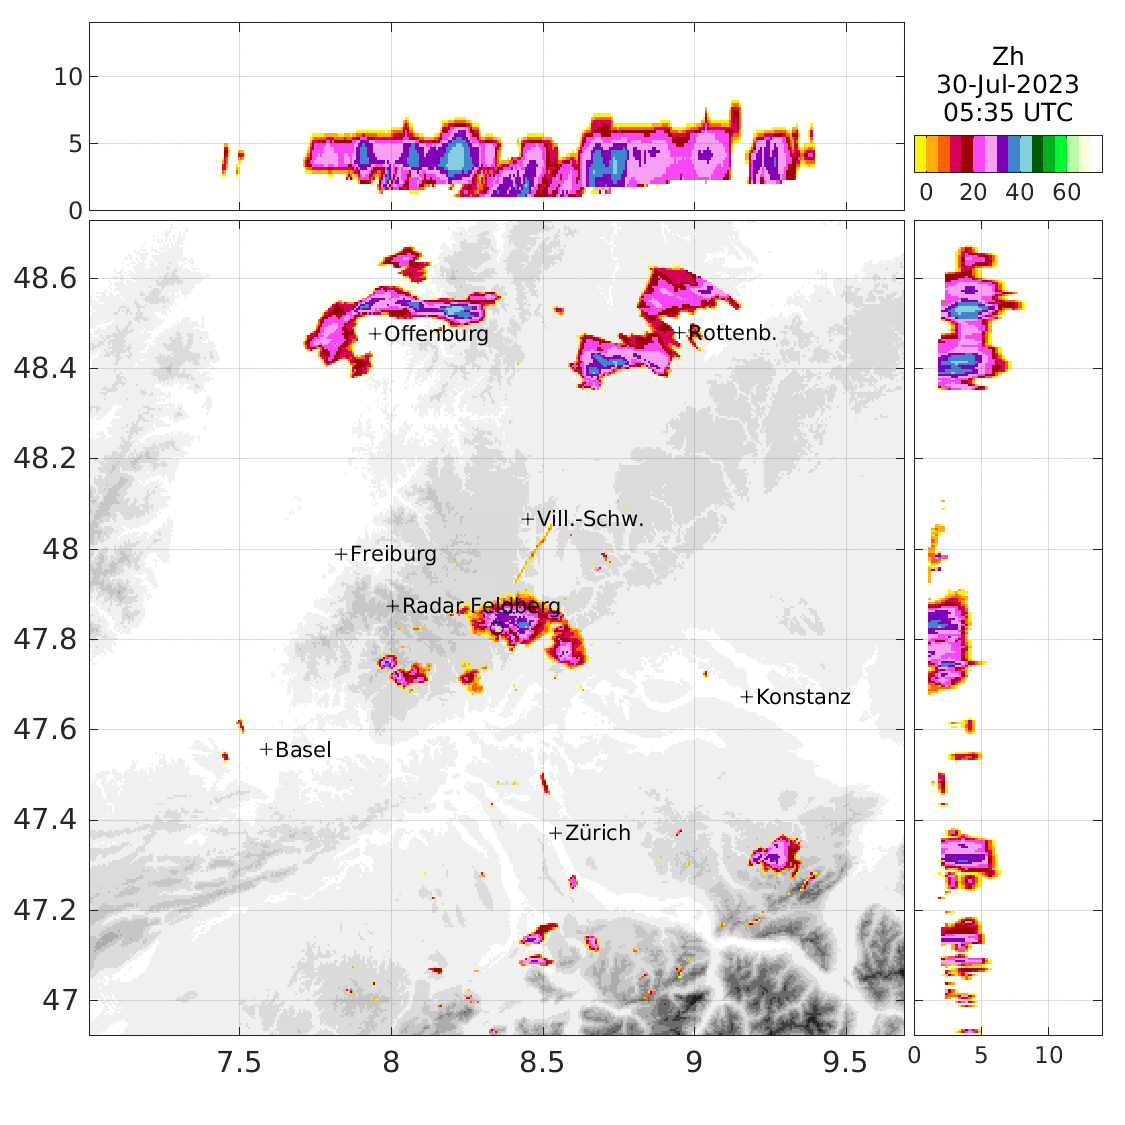 10
5
0
Zh
30-Jul-2023
05:35 UTC
0 20 40 60
48.6
48.4
48.2
48
47.8
47.6
47.4
47.2
47
+Offenburg
+Rottenb.
+Vill.-Schw.
+Freiburg
+Radar Feldberg
+Konstanz
+Basel
+Zürich
7.5 8 8.5 9 9.5
0 5 10